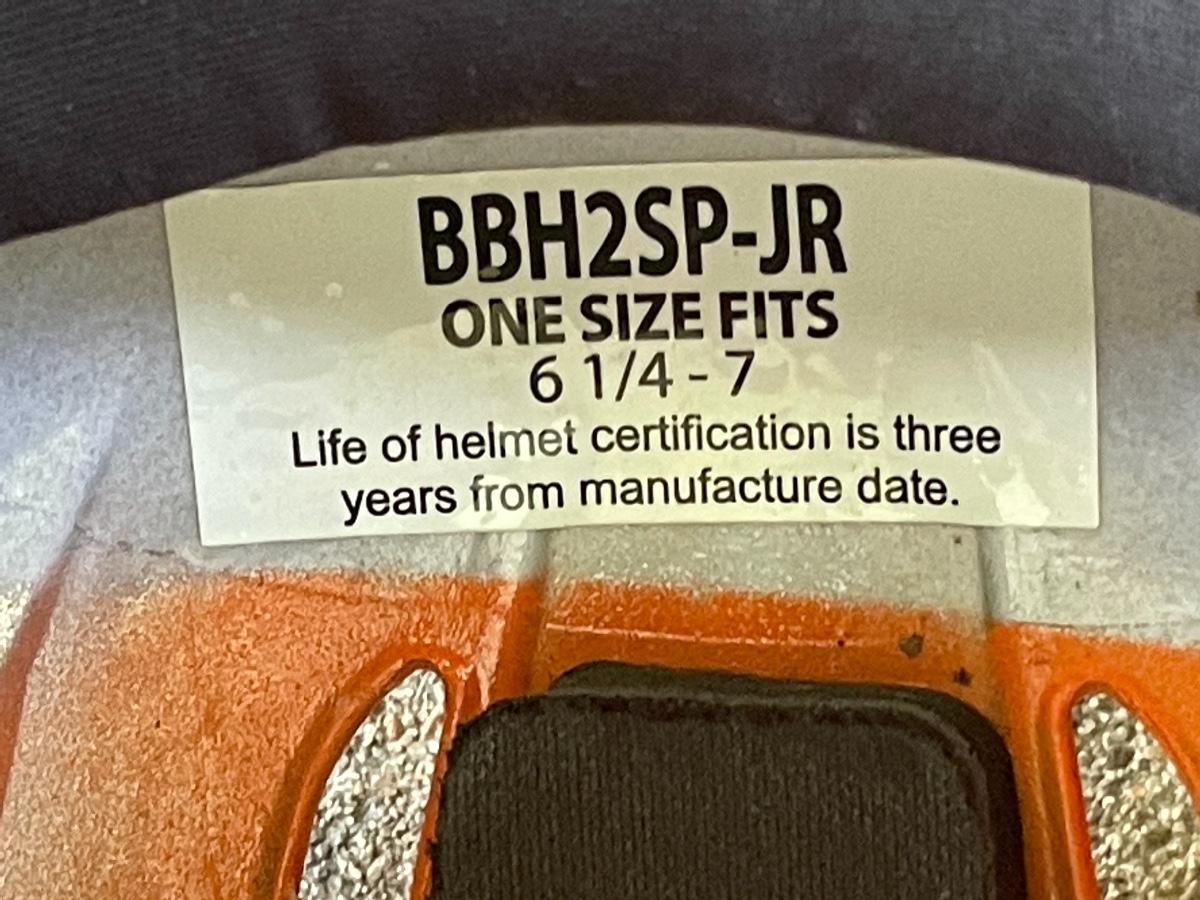 BBH2SP-JR
ONE SIZE FITS
6 1/4 - 7
Life of helmet certification is three
years from manufacture date.